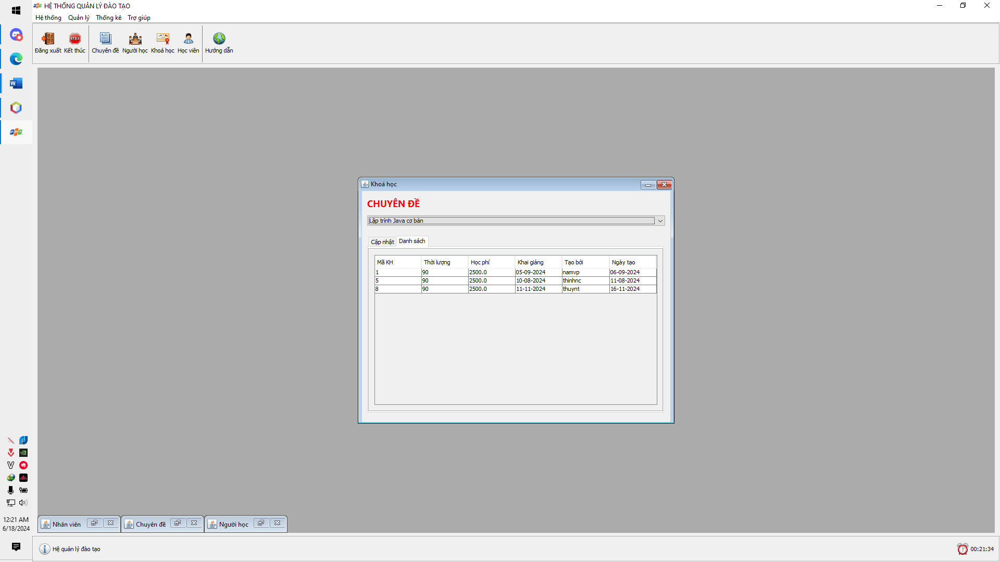 HỆ THỐNG QUẢN LÝ ĐÀO TẠO
Hệ thống Quản lý Thống kê Trợ giúp
STOP
Đăng xuất Kết thúc Chuyên đề Người học Khoá học Học viên Hướng dẫn
W
FPT
Khoá học
CHUYÊN ĐỀ
Lập trình Java cơ bản
Cập nhật Danh sách
Mã KH Thời lượng Học phí Khai giảng Tạo bởi Ngày tạo
1 90 2500.0 05-09-2024 namvp 06-09-2024
5 90 2500.0 10-08-2024 thinhnc 11-08-2024
8 90 2500.0 11-11-2024 thuynt 16-11-2024
12:21 AM
6/18/2024
Nhân viên Chuyên đề Người học
Hệ quản lý đào tạo 00:21:34